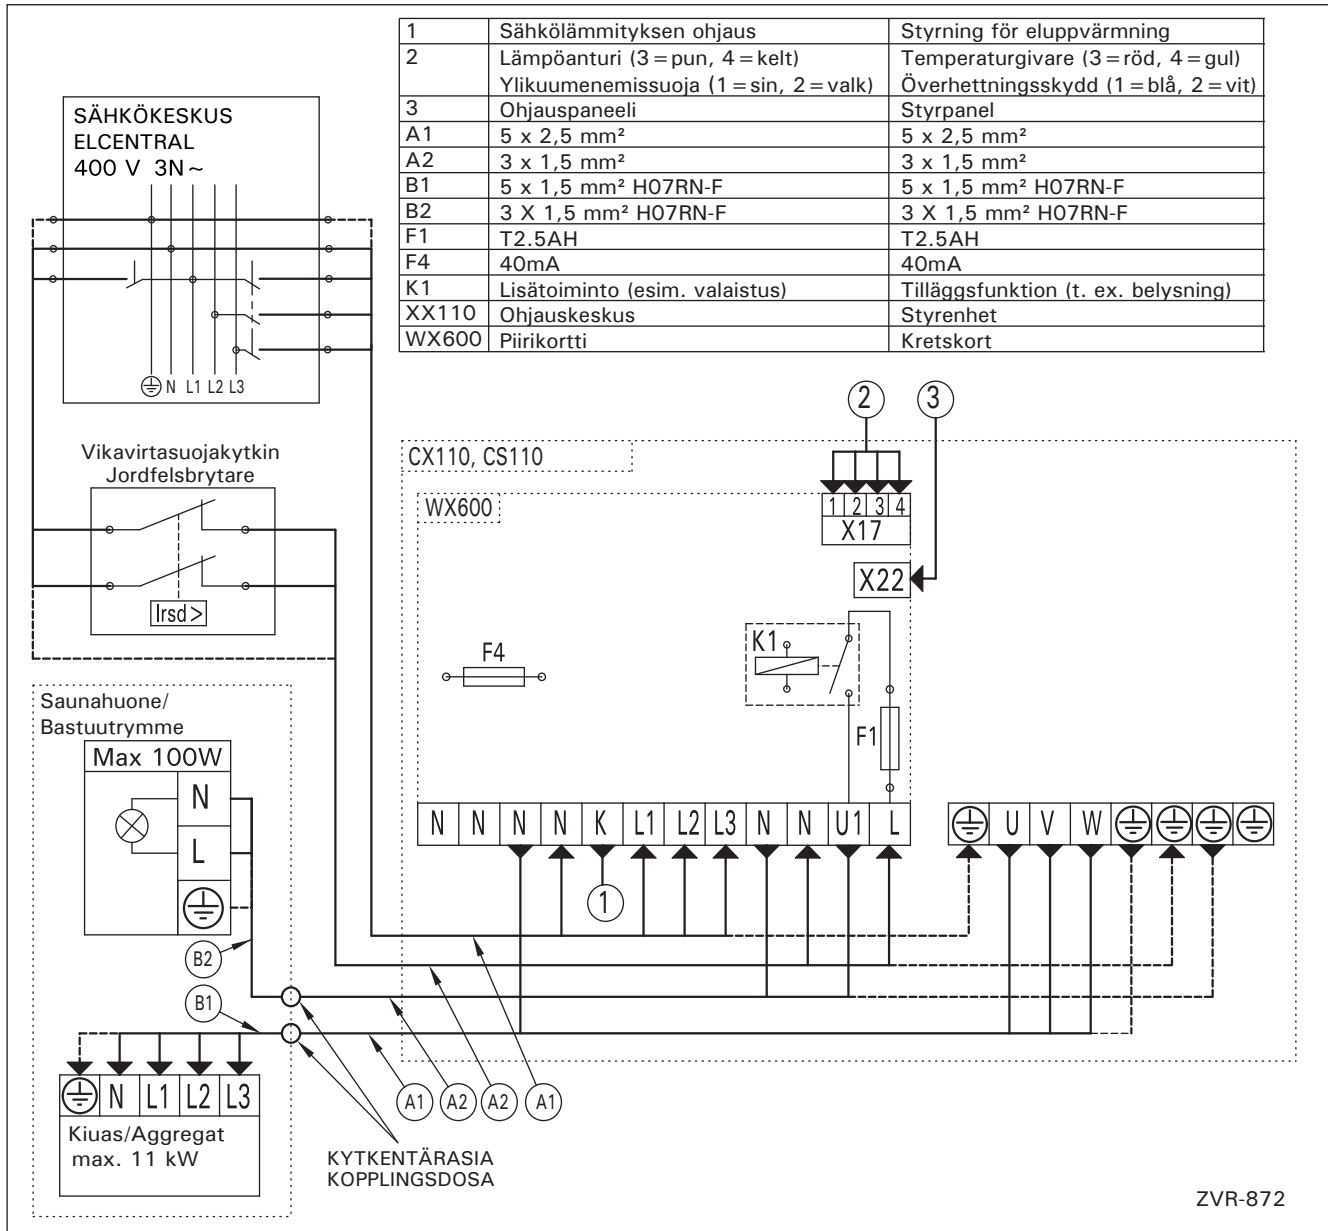 1 Sähkölämmityksen ohjaus Styrning för eluppvärmning
2 Lämpöanturi (3=pun, 4=kelt) Temperaturgivare (3=röd, 4=gul)
Ylikuumenemissuoja (1=sin, 2=valk) Överhettningsskydd (1=blå, 2=vit)
3 Ohjauspaneeli Styrpanel
A1 5 x 2,5 mm² 5 x 2,5 mm²
A2 3 x 1,5 mm² 3 x 1,5 mm²
B1 5 x 1,5 mm² H07RN-F 5 x 1,5 mm² H07RN-F
B2 3 X 1,5 mm² H07RN-F 3 X 1,5 mm² H07RN-F
F1 T2.5AH T2.5AH
F4 40mA 40mA
K1 Lisätoiminto (esim. valaistus) Tilläggsfunktion (t. ex. belysning)
XX110 Ohjauskeskus Styrenhet
WX600 Piirikortti Kretskort
SÄHKÖKESKUS
ELCENTRAL
400 V 3N~
N L1 L2 L3
Vikavirtasuojakytkin
Jordfelsbrytare
Irsd>
2 3
CX110, CS110
WX600
1 2 3 4
X17
X22
K1
F4
F1
N N N N K L1 L2 L3 N N U1 L
U V W
1
Saunahuone/
Bastuutrymme
Max 100W
N
L
B2
B1
N L1 L2 L3
Kiuas/Aggregat
max. 11 kW
A1 A2 A2 A1
KYTKENTÄRASIA
KOPPLINGSDOSA
ZVR-872